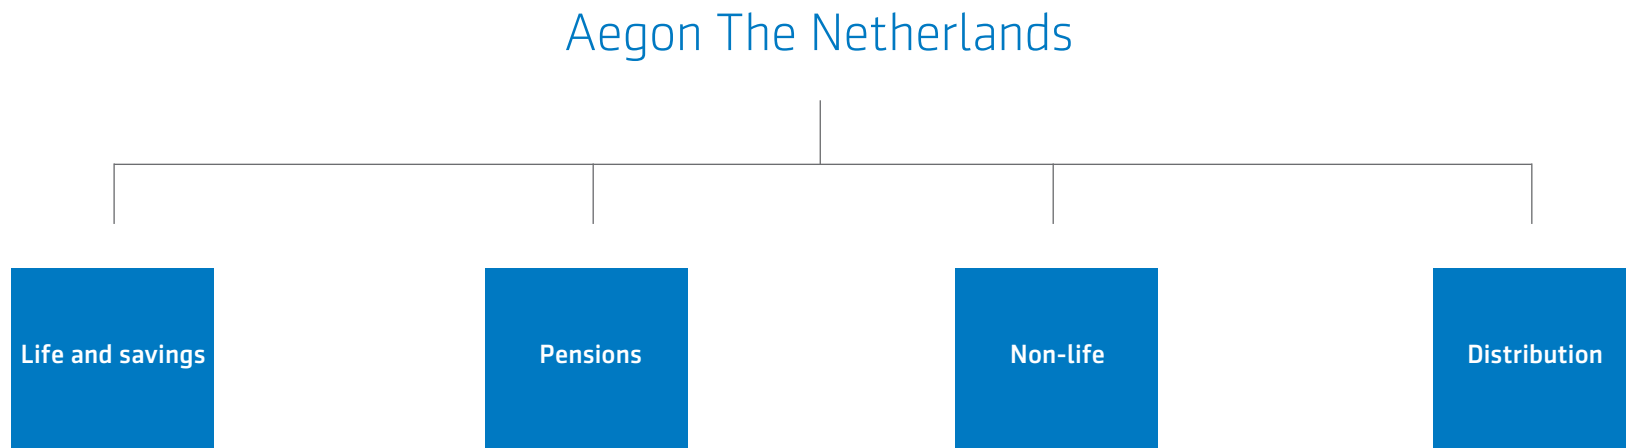 Aegon The Netherlands
Life and savings
Pensions
Non-life
Distribution